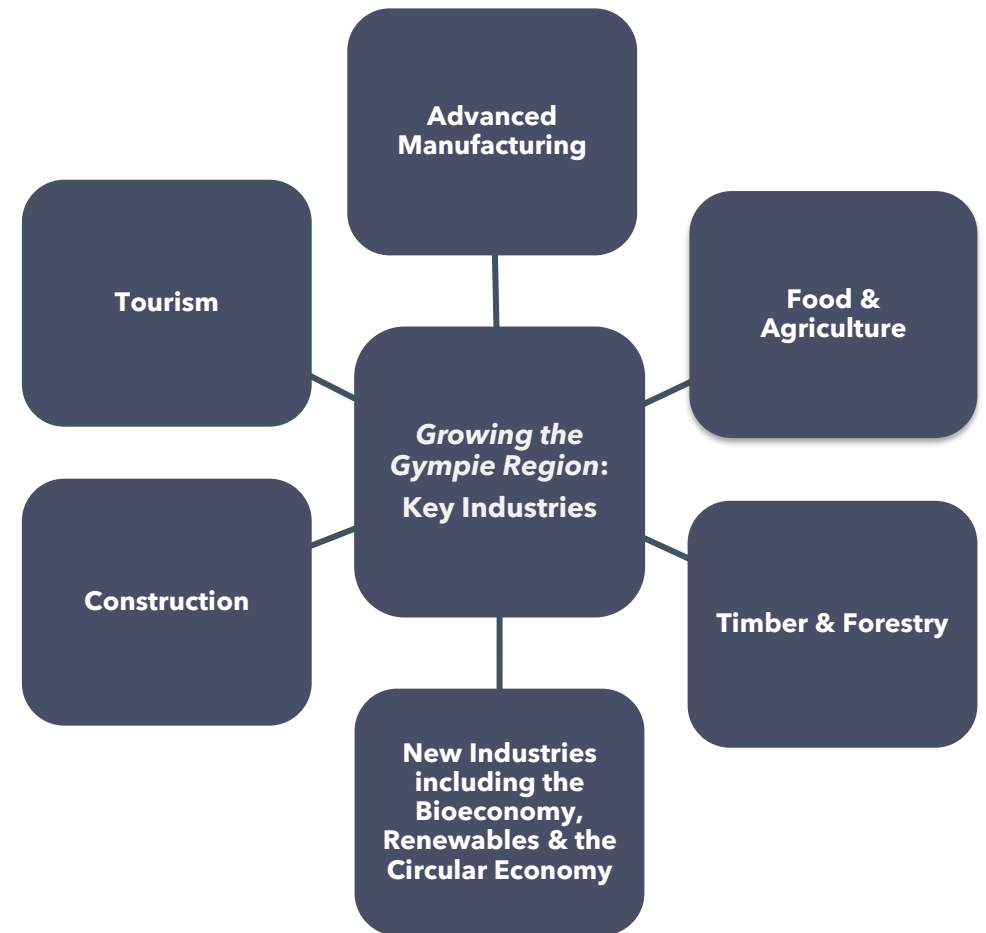 Advanced
Manufacturing
Tourism
Food &
Agriculture
Growing the
Gympie Region:
Key Industries
Construction
Timber & Forestry
New Industries
including the
Bioeconomy,
Renewables & the
Circular Economy